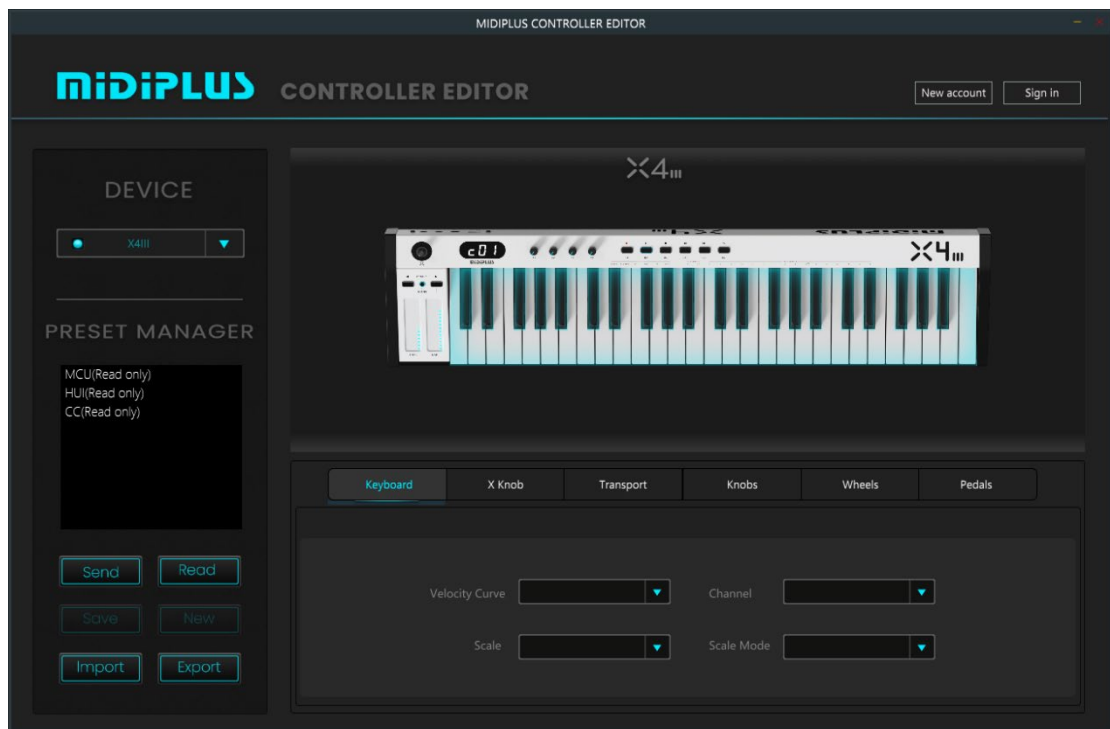 MIDIPLUS CONTROLLER EDITOR
MiDiPLUS CONTROLLER EDITOR
New account Sign in
DEVICE
X4III
PRESET MANAGER
MCU(Read only)
HUI(Read only)
CC(Read only)
Send Read
Save New
Import Export
X4III
c01
MIDIPLUS
X4III
Keyboard X Knob Transport Knobs Wheels Pedals
Velocity Curve Channel
Scale Scale Mode